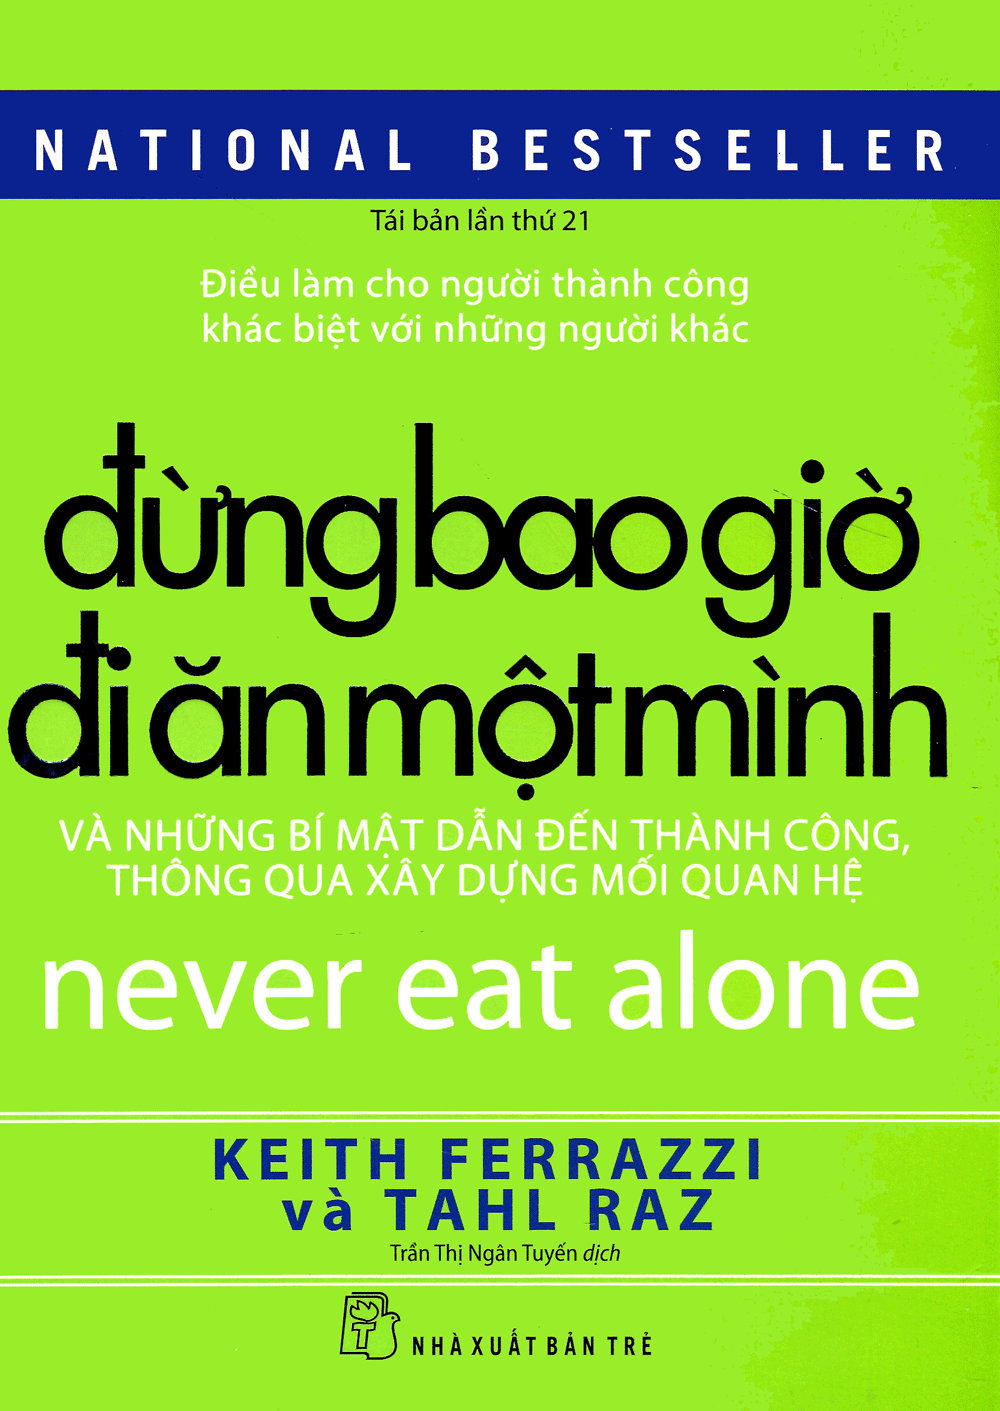 NATIONAL BESTSELLER
Tái bản lần thứ 21
Điều làm cho người thành công
khác biệt với những người khác
đừng bao giờ
đi ăn một mình
VÀ NHỮNG BÍ MẬT DẪN ĐẾN THÀNH CÔNG,
THÔNG QUA XÂY DỰNG MỐI QUAN HỆ
never eat alone
KEITH FERRAZZI
và TAHL RAZ
Trần Thị Ngân Tuyến dịch
T
NHÀ XUẤT BẢN TRẺ